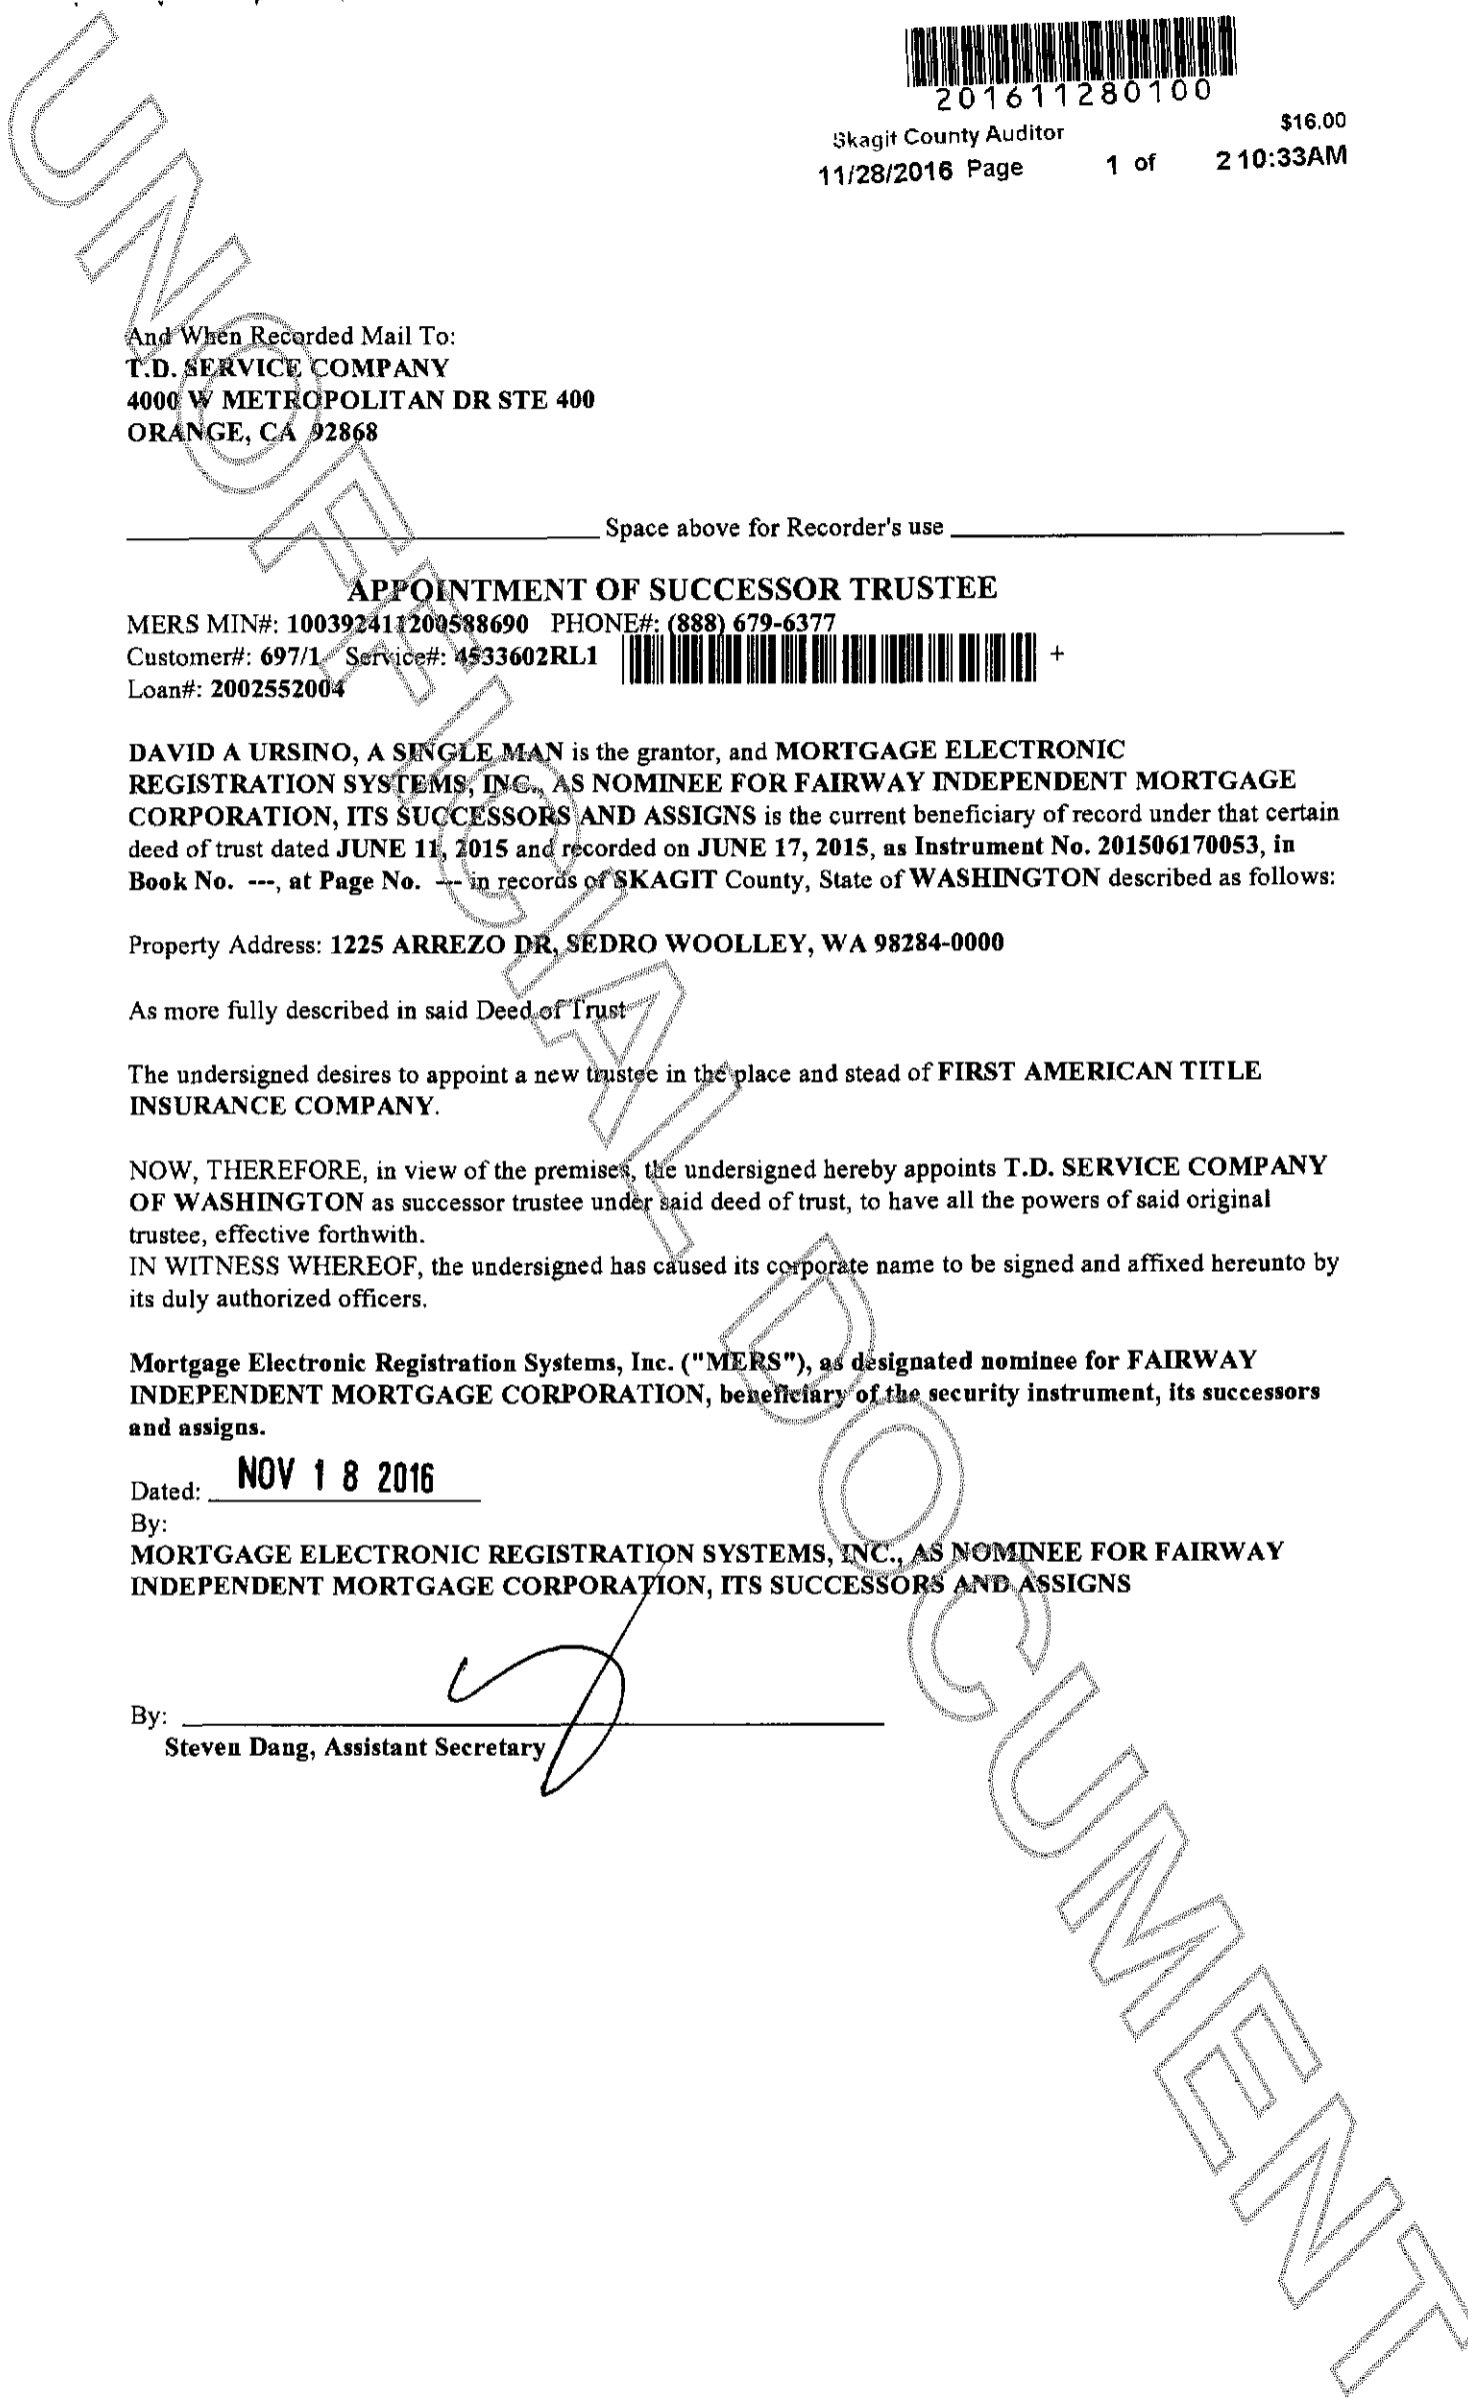 201611280100
Skagit County Auditor $16.00
11/28/2016 Page 1 of 2 10:33AM
And When Recorded Mail To:
T.D. SERVICE COMPANY
4000 W METROPOLITAN DR STE 400
ORANGE, CA 92868
Space above for Recorder's use
APPOINTMENT OF SUCCESSOR TRUSTEE
MERS MIN#: 100392411200588690 PHONE#: (888) 679-6377
Customer#: 697/1 Service#: 4533602RL1 +
Loan#: 2002552004
DAVID A URSINO, A SINGLE MAN is the grantor, and MORTGAGE ELECTRONIC
REGISTRATION SYSTEMS, INC., AS NOMINEE FOR FAIRWAY INDEPENDENT MORTGAGE
CORPORATION, ITS SUCCESSORS AND ASSIGNS is the current beneficiary of record under that certain
deed of trust dated JUNE 11, 2015 and recorded on JUNE 17, 2015, as Instrument No. 201506170053, in
Book No. ---, at Page No. --- in records of SKAGIT County, State of WASHINGTON described as follows:
Property Address: 1225 ARREZO DR, SEDRO WOOLLEY, WA 98284-0000
As more fully described in said Deed of Trust
The undersigned desires to appoint a new trustee in the place and stead of FIRST AMERICAN TITLE
INSURANCE COMPANY.
NOW, THEREFORE, in view of the premises, the undersigned hereby appoints T.D. SERVICE COMPANY
OF WASHINGTON as successor trustee under said deed of trust, to have all the powers of said original
trustee, effective forthwith.
IN WITNESS WHEREOF, the undersigned has caused its corporate name to be signed and affixed hereunto by
its duly authorized officers.
Mortgage Electronic Registration Systems, Inc. ("MERS"), as designated nominee for FAIRWAY
INDEPENDENT MORTGAGE CORPORATION, beneficiary of the security instrument, its successors
and assigns.
Dated: NOV 18 2016
By:
MORTGAGE ELECTRONIC REGISTRATION SYSTEMS, INC., AS NOMINEE FOR FAIRWAY
INDEPENDENT MORTGAGE CORPORATION, ITS SUCCESSORS AND ASSIGNS
By:
Steven Dang, Assistant Secretary
UNOFFICIAL DOCUMENT